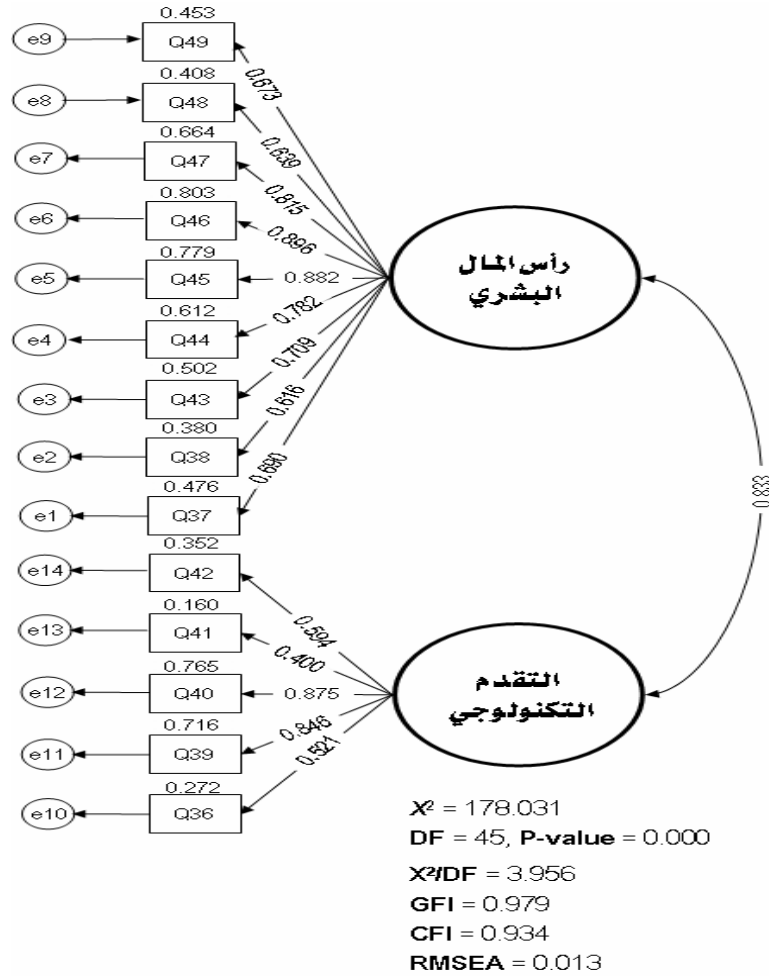 0.453
e9 Q49
0.673
0.408
e8 Q48
0.639
0.664
e7 Q47
0.815
0.803
e6 Q46
0.896
0.779
e5 Q45
0.882
0.612
e4 Q44
0.782
0.502
e3 Q43
0.709
0.380
e2 Q38
0.616
0.476
e1 Q37
0.690
رأس المال
البشري
0.833
0.352
e14 Q42
0.594
0.160
e13 Q41
0.400
0.765
e12 Q40
0.875
0.716
e11 Q39
0.846
0.272
e10 Q36
0.521
التقدم
التكنولوجي
X² = 178.031
DF = 45, P-value = 0.000
X²/DF = 3.956
GFI = 0.979
CFI = 0.934
RMSEA = 0.013